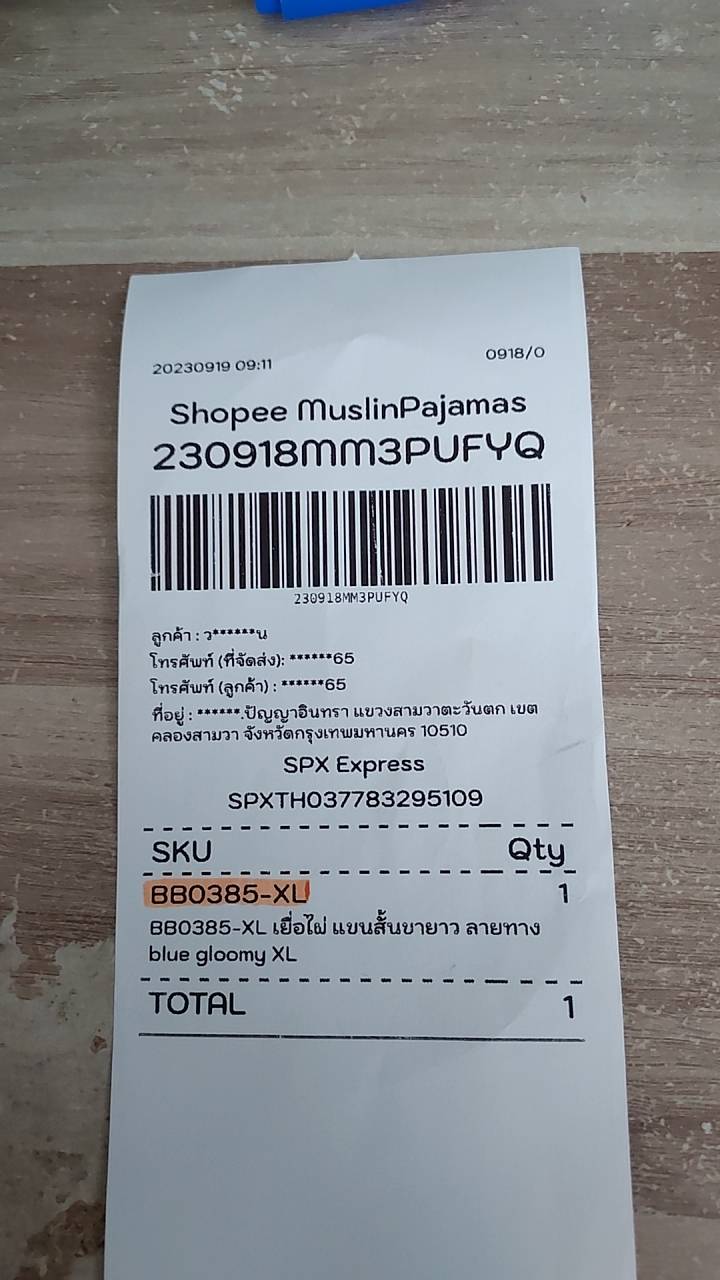 20230919 09:11
0918/0
Shopee MuslinPajamas
230918MM3PUFYQ
230918MM3PUFYQ
ลูกค้า : ว******น
โทรศัพท์ (ที่จัดส่ง): ******65
โทรศัพท์ (ลูกค้า) : ******65
ที่อยู่ : ******.ปัญญาอินทรา แขวงสามวาตะวันตก เขต
คลองสามวา จังหวัดกรุงเทพมหานคร 10510
SPX Express
SPXTH037783295109
SKU Qty
BB0385-XL 1
BB0385-XL เยื่อไผ่ แขนสั้นขายาว ลายทาง
blue gloomy XL
TOTAL 1